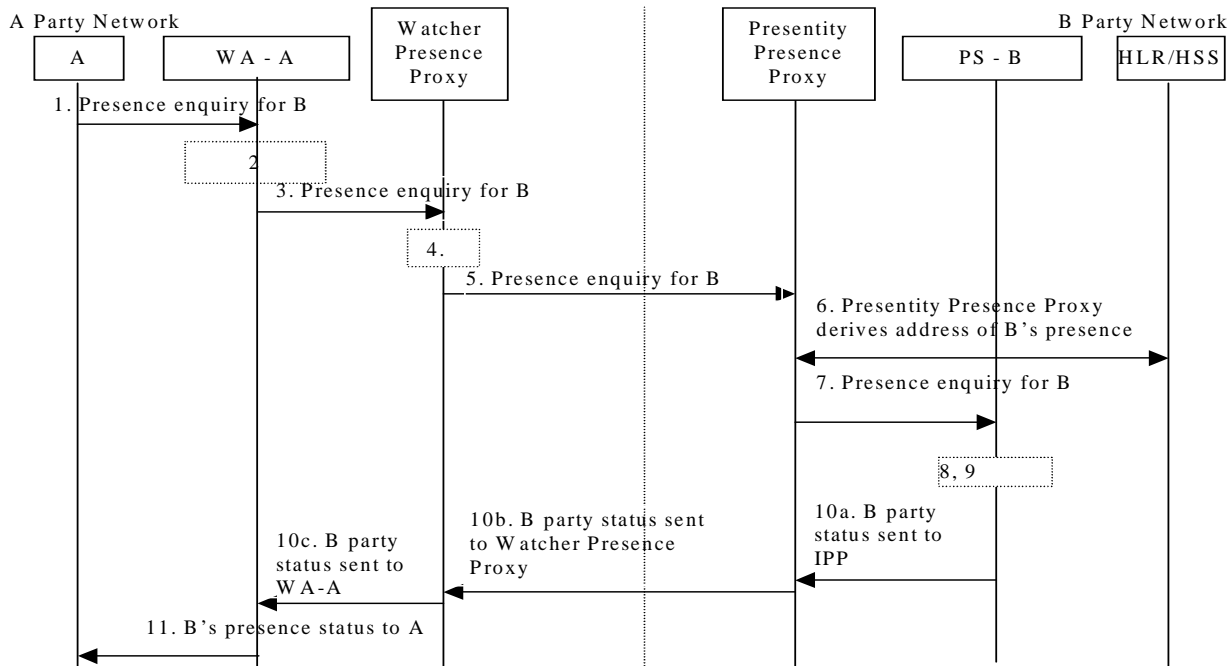 A Party Network
B Party Network
A
WA - A
Watcher
Presence
Proxy
Presentity
Presence
Proxy
PS - B
HLR/HSS
1. Presence enquiry for B
2
3. Presence enquiry for B
4.
5. Presence enquiry for B
6. Presentity Presence Proxy
derives address of B’s presence
7. Presence enquiry for B
8, 9
10a. B party
status sent to
IPP
10b. B party status sent
to Watcher Presence
Proxy
10c. B party
status sent to
WA-A
11. B’s presence status to A